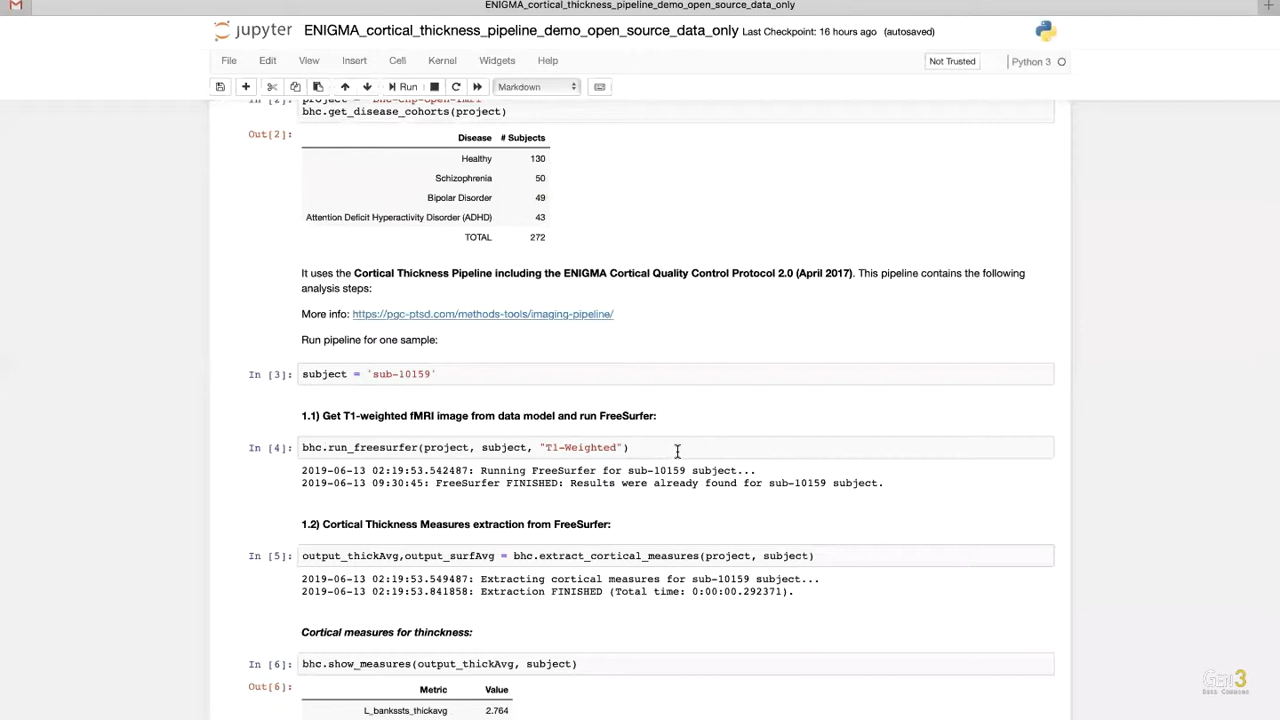 ENIGMA_cortical_thickness_pipeline_demo_open_source_data_only
jupyter ENIGMA_cortical_thickness_pipeline_demo_open_source_data_only Last Checkpoint: 16 hours ago (autosaved)
File Edit View Insert Cell Kernel Widgets Help Not Trusted Python 3
Run Markdown
In [2]: project = 'bhc-cnp-open-fmri'
bhc.get_disease_cohorts(project)
Out[2]:
Disease # Subjects
Healthy 130
Schizophrenia 50
Bipolar Disorder 49
Attention Deficit Hyperactivity Disorder (ADHD) 43
TOTAL 272
It uses the Cortical Thickness Pipeline including the ENIGMA Cortical Quality Control Protocol 2.0 (April 2017). This pipeline contains the following
analysis steps:
More info: https://pgc-ptsd.com/methods-tools/imaging-pipeline/
Run pipeline for one sample:
In [3]: subject = 'sub-10159'
1.1) Get T1-weighted fMRI image from data model and run FreeSurfer:
In [4]: bhc.run_freesurfer(project, subject, "T1-Weighted")
2019-06-13 02:19:53.542487: Running FreeSurfer for sub-10159 subject...
2019-06-13 09:30:45: FreeSurfer FINISHED: Results were already found for sub-10159 subject.
1.2) Cortical Thickness Measures extraction from FreeSurfer:
In [5]: output_thickAvg,output_surfAvg = bhc.extract_cortical_measures(project, subject)
2019-06-13 02:19:53.549487: Extracting cortical measures for sub-10159 subject...
2019-06-13 02:19:53.841858: Extraction FINISHED (Total time: 0:00:00.292371).
Cortical measures for thinckness:
In [6]: bhc.show_measures(output_thickAvg, subject)
Out[6]:
Metric Value
L_bankssts_thickavg 2.764
GEN3
DATA COMMONS